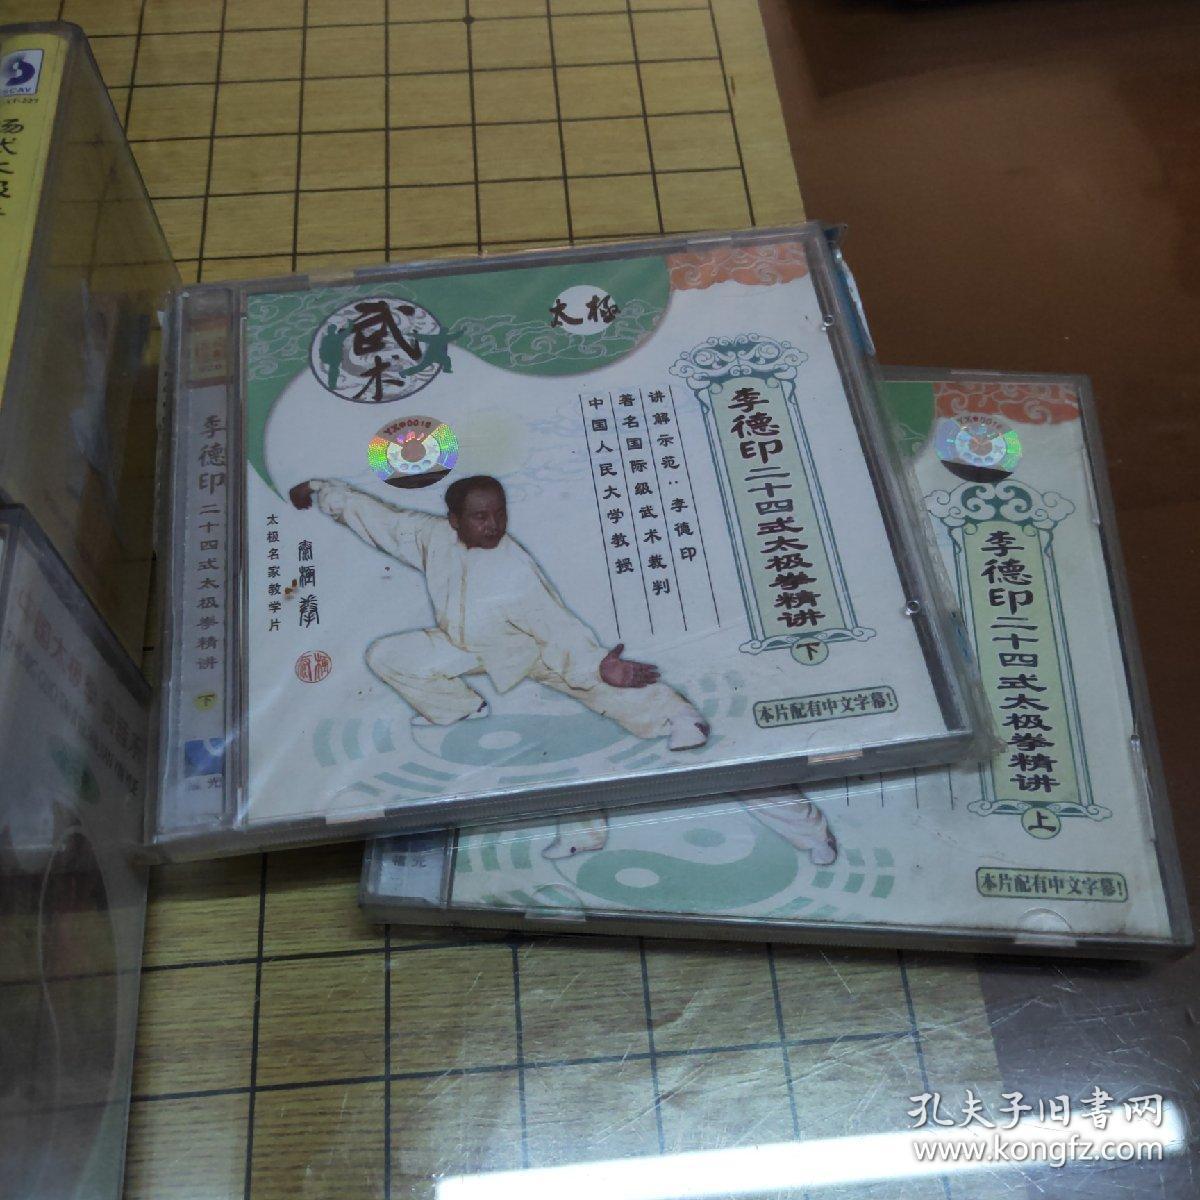 SCAV
武术
太極
YX●0016
讲解示范：李德印
著名国际级武术裁判
中国人民大学教授
李德印二十四式太极拳精讲
下
太极名家教学片
本片配有中文字幕!
李德印 二十四式太极拳精讲 下
李德印二十四式太极拳精讲
上
本片配有中文字幕!
孔夫子旧書网
www.kongfz.com